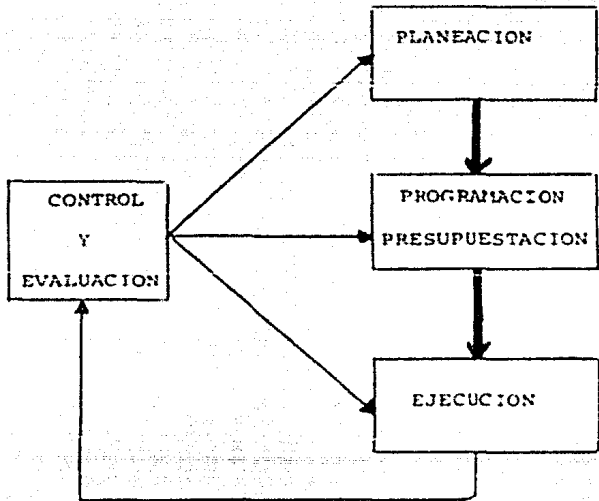 PLANEACION
CONTROL
Y
EVALUACION
PROGRAMACION
PRESUPUESTACION
EJECUCION